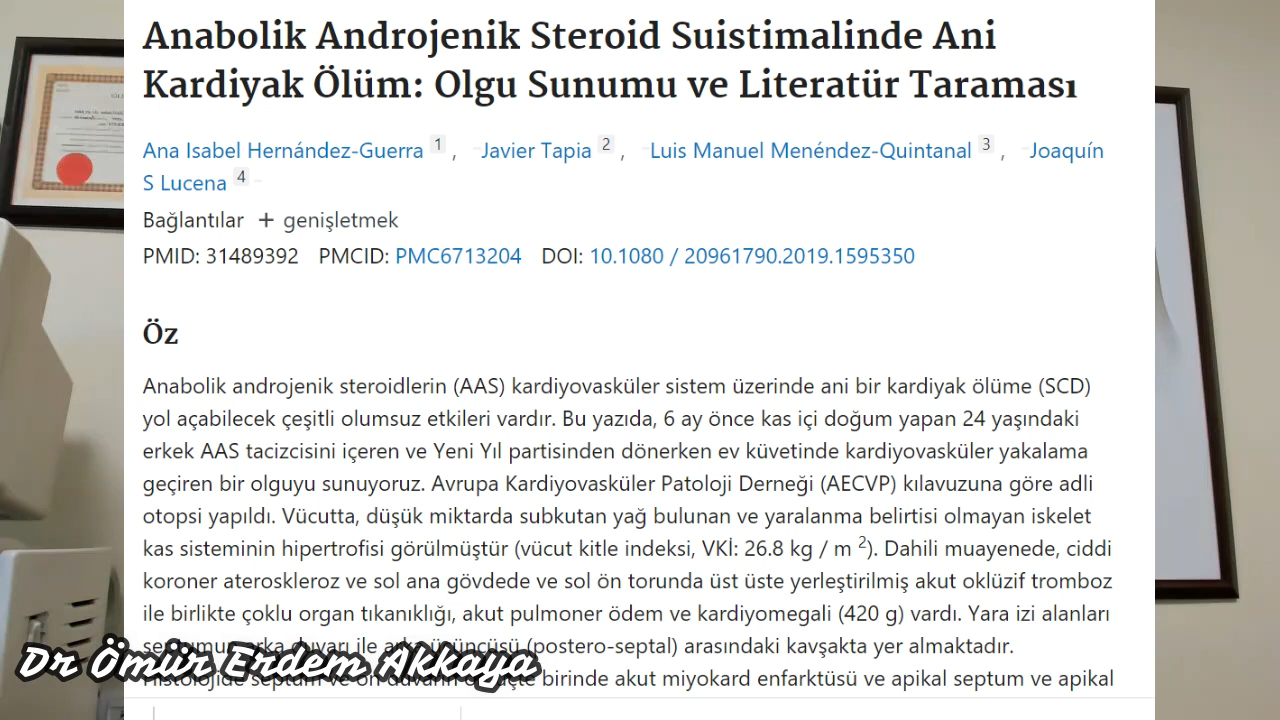 Anabolik Androjenik Steroid Suistimalinde Ani
Kardiyak Ölüm: Olgu Sunumu ve Literatür Taraması
Ana Isabel Hernández-Guerra 1 , Javier Tapia 2 , Luis Manuel Menéndez-Quintanal 3 , Joaquín
S Lucena 4
Bağlantılar + genişletmek
PMID: 31489392 PMCID: PMC6713204 DOI: 10.1080 / 20961790.2019.1595350
Öz
Anabolik androjenik steroidlerin (AAS) kardiyovasküler sistem üzerinde ani bir kardiyak ölüme (SCD)
yol açabilecek çeşitli olumsuz etkileri vardır. Bu yazıda, 6 ay önce kas içi doğum yapan 24 yaşındaki
erkek AAS tacizcisini içeren ve Yeni Yıl partisinden dönerken ev küvetinde kardiyovasküler yakalama
geçiren bir olguyu sunuyoruz. Avrupa Kardiyovasküler Patoloji Derneği (AECVP) kılavuzuna göre adli
otopsi yapıldı. Vücutta, düşük miktarda subkutan yağ bulunan ve yaralanma belirtisi olmayan iskelet
kas sisteminin hipertrofisi görülmüştür (vücut kitle indeksi, VKİ: 26.8 kg / m 2). Dahili muayenede, ciddi
koroner ateroskleroz ve sol ana gövdede ve sol ön torunda üst üste yerleştirilmiş akut oklüzif tromboz
ile birlikte çoklu organ tıkanıklığı, akut pulmoner ödem ve kardiyomegali (420 g) vardı. Yara izi alanları
septumun arka duvarı ile (postero-septal) arasındaki kavşakta yer almaktadır.
Dr Ömür Erdem Akkaya
Histolojide septum ve ön duvarın birinde akut miyokard enfarktüsü ve apikal septum ve apikal